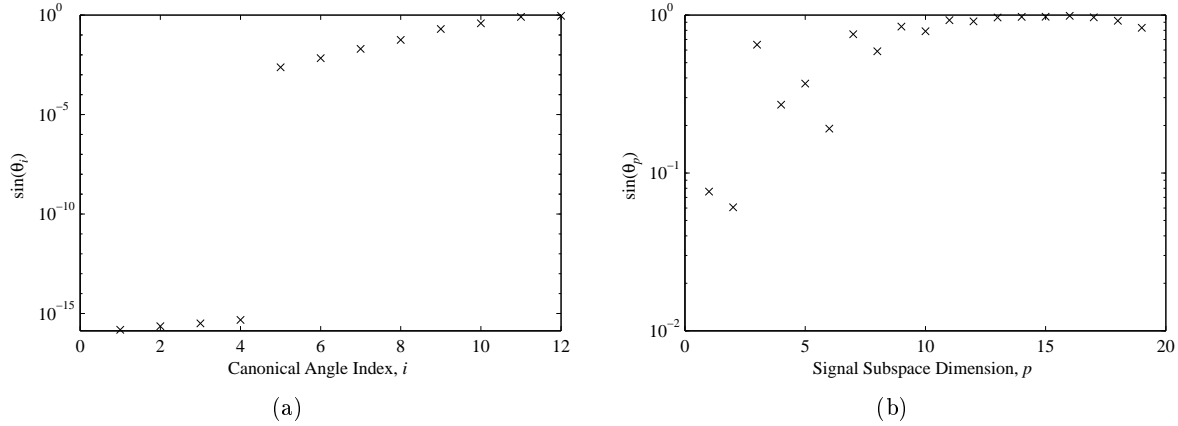 10^0
10^-5
10^-10
10^-15
sin(θ_i)
0 2 4 6 8 10 12
Canonical Angle Index, i
(a)
10^0
10^-1
10^-2
sin(θ_p)
0 5 10 15 20
Signal Subspace Dimension, p
(b)